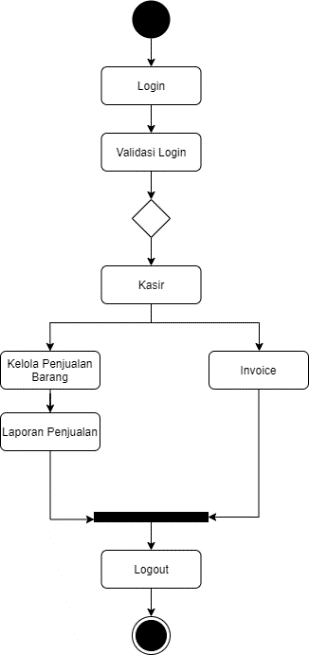 Login
Validasi Login
Kasir
Kelola Penjualan
Barang
Invoice
Laporan Penjualan
Logout